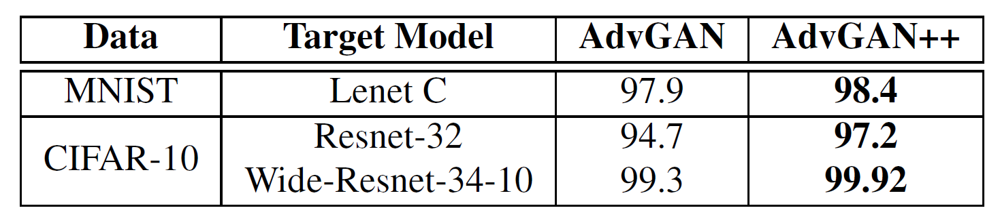 Data Target Model AdvGAN AdvGAN++
MNIST Lenet C 97.9 98.4
CIFAR-10 Resnet-32 94.7 97.2
Wide-Resnet-34-10 99.3 99.92